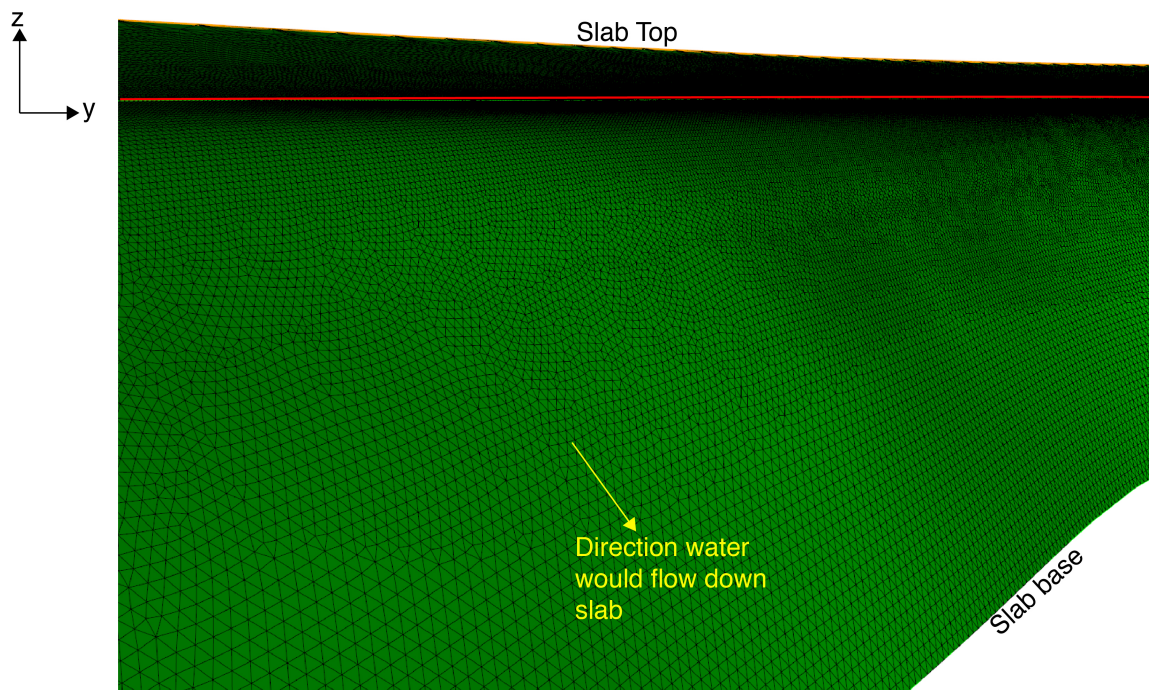 z
Slab Top
y
Direction water
would flow down
slab
Slab base